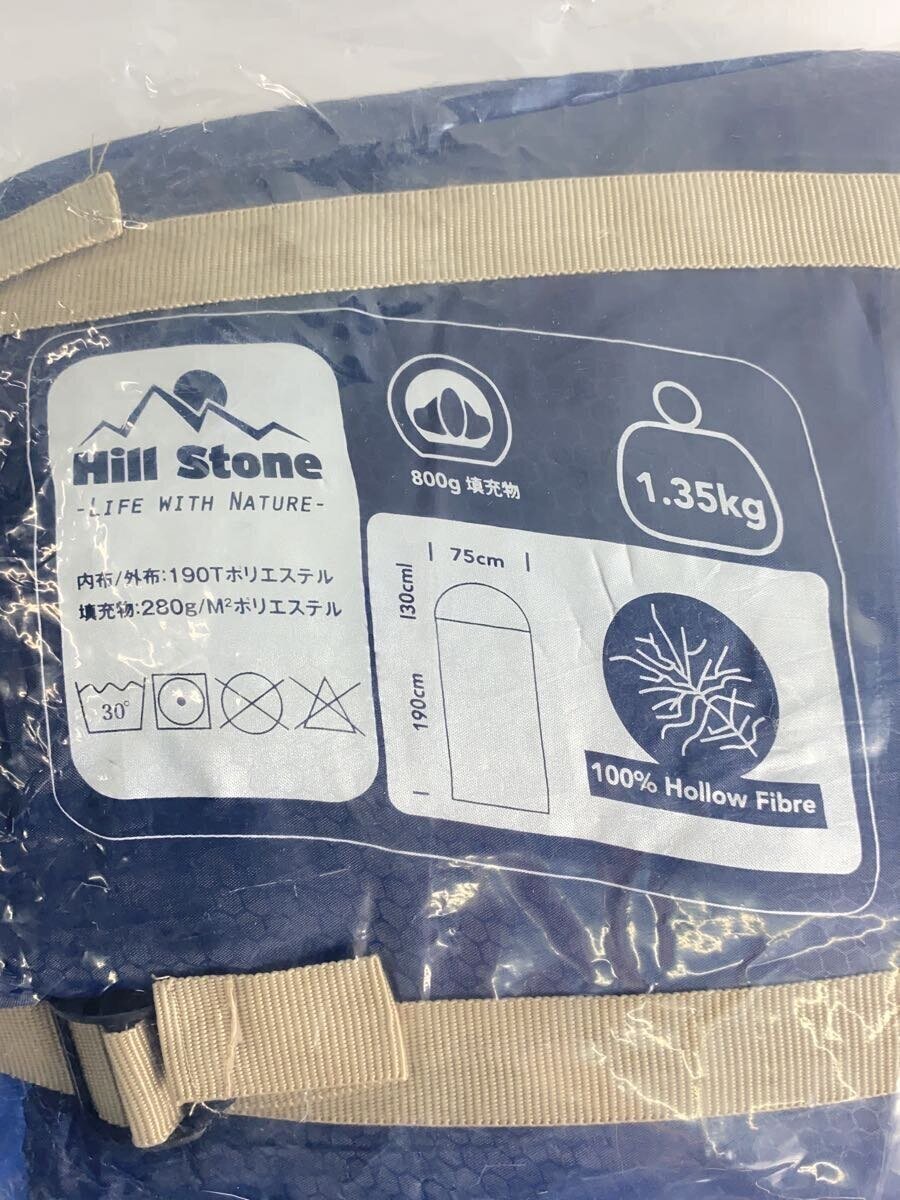 Hill Stone
-LIFE WITH NATURE-
内布/外布:190Tポリエステル
填充物:280g/M²ポリエステル
30°
800g 填充物
1.35kg
75cm
30cm
190cm
100% Hollow Fibre